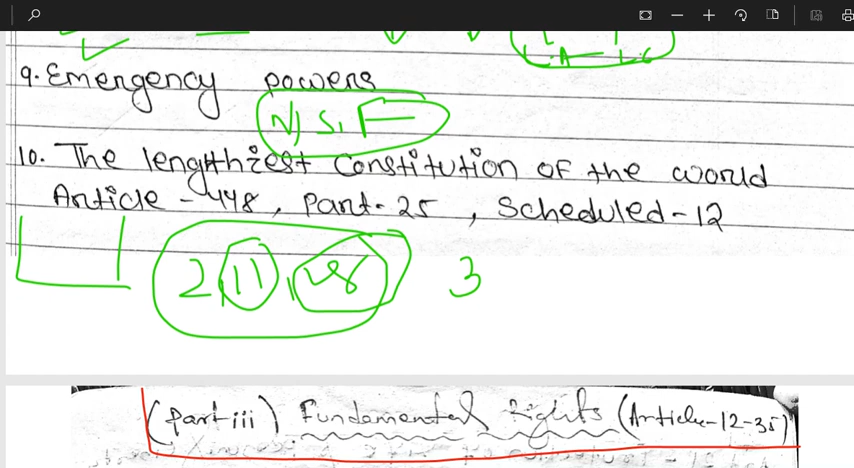 9. Emergency powers
N, S, F
10. The lengthiest Constitution of the world
Article - 448, Part - 25, Scheduled - 12
2, 11, 3
(Part iii) Fundamental Rights (Article-12-35)